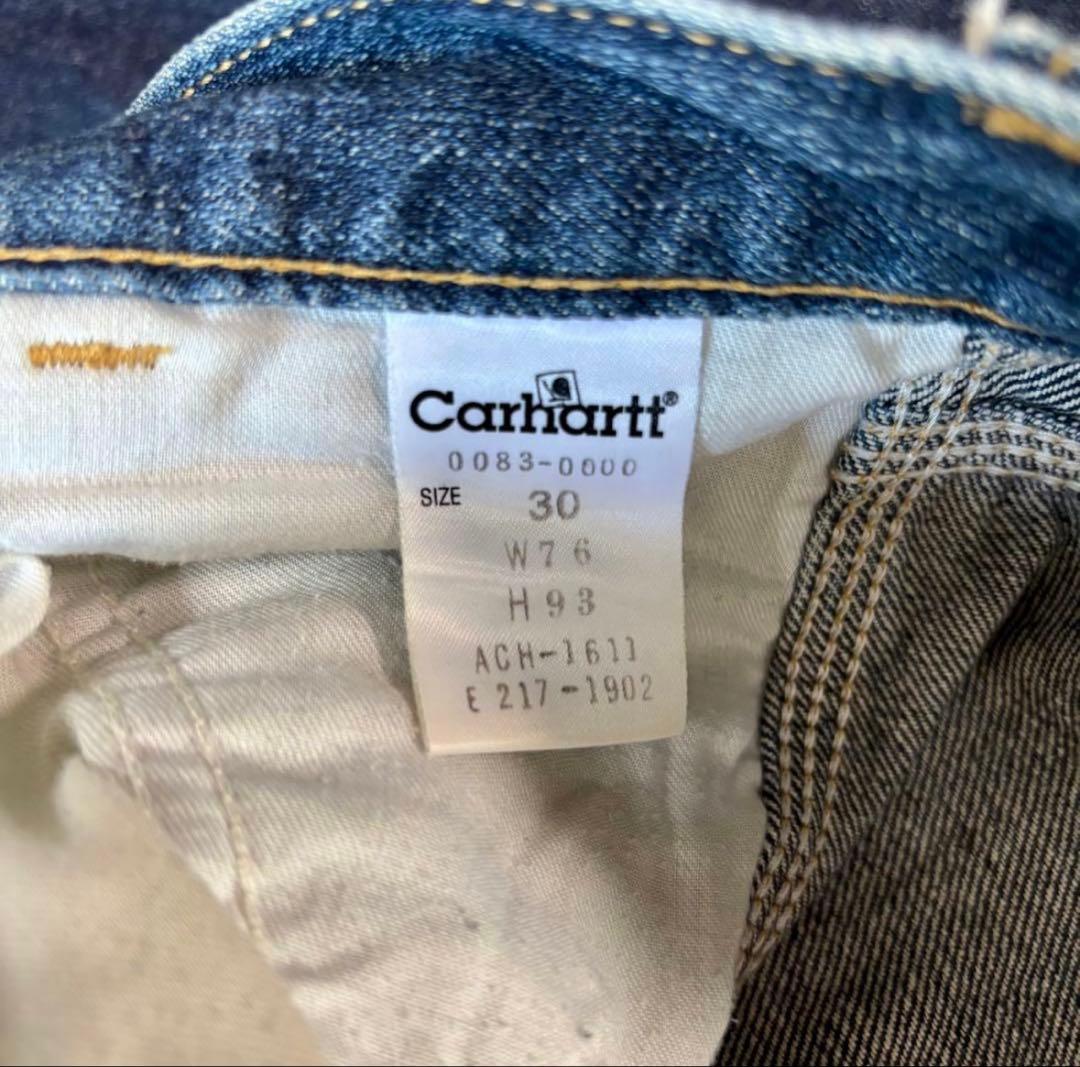 Carhartt®
0083-0000
SIZE 30
W76
H93
ACH-1611
E 217-1902